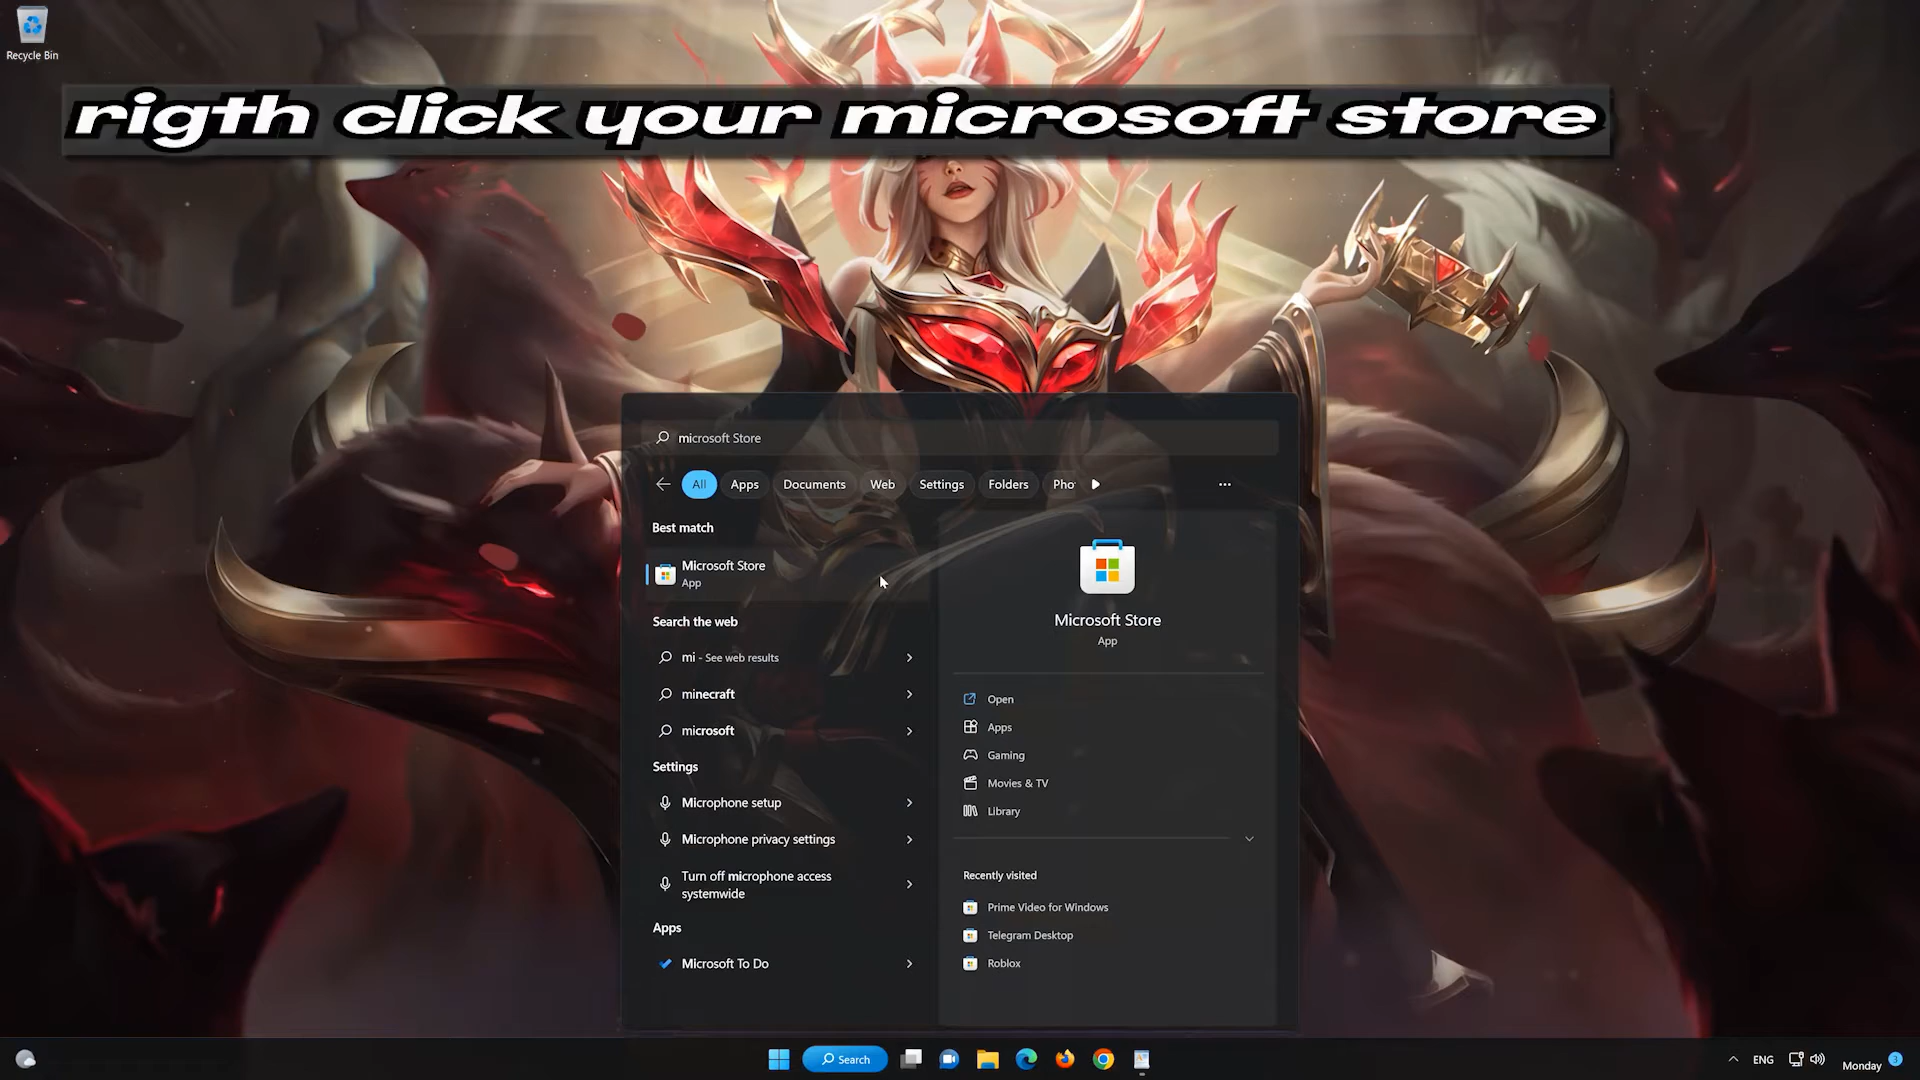 Recycle Bin
rigth click your microsoft store
microsoft Store
All Apps Documents Web Settings Folders Pho
Best match
Microsoft Store
App
Search the web
mi - See web results
minecraft
microsoft
Settings
Microphone setup
Microphone privacy settings
Turn off microphone access
systemwide
Apps
Microsoft To Do
Microsoft Store
App
Open
Apps
Gaming
Movies & TV
Library
Recently visited
Prime Video for Windows
Telegram Desktop
Roblox
Search
ENG
Monday
3